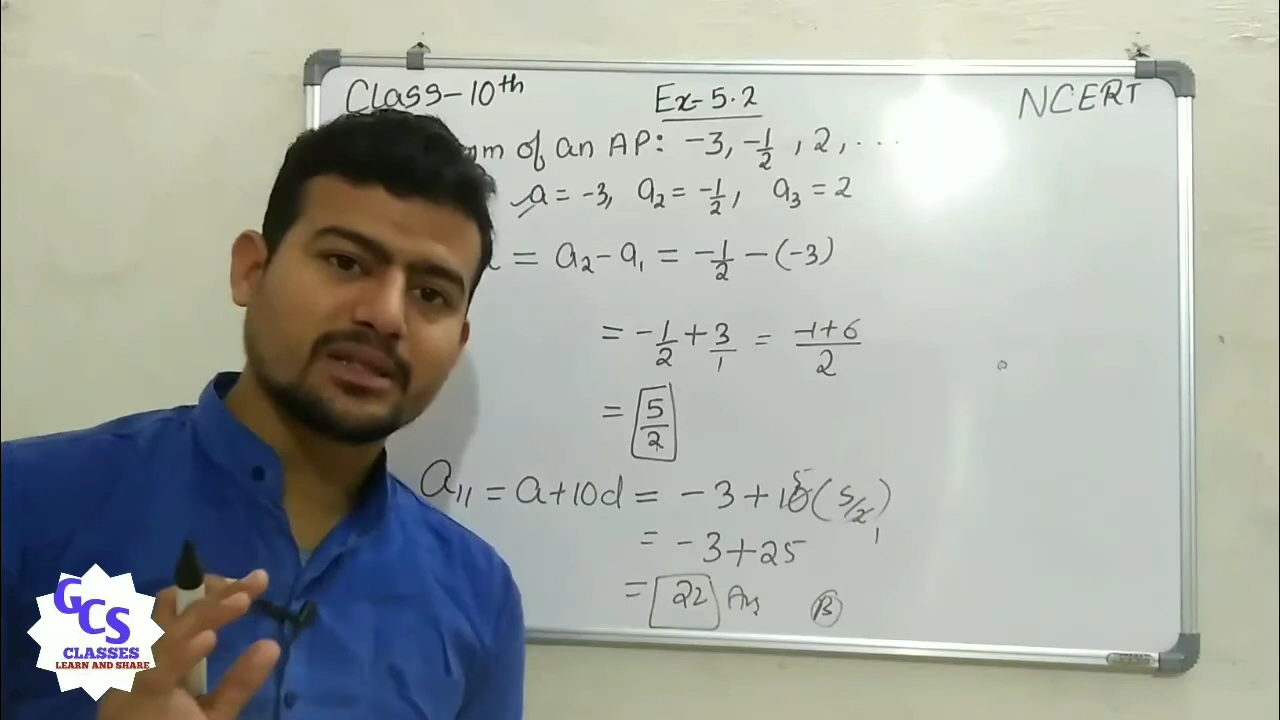 Class-10th Ex-5.2 NCERT
of an AP: -3, -1/2, 2, ...
a = -3, a2 = -1/2, a3 = 2
= a2 - a1 = -1/2 - (-3)
= -1/2 + 3/1 = -1+6/2
= 5/2
a11 = a+10d = -3 + 10(5/2)
= -3+25
= 22 Ans B
GCS
CLASSES
LEARN AND SHARE